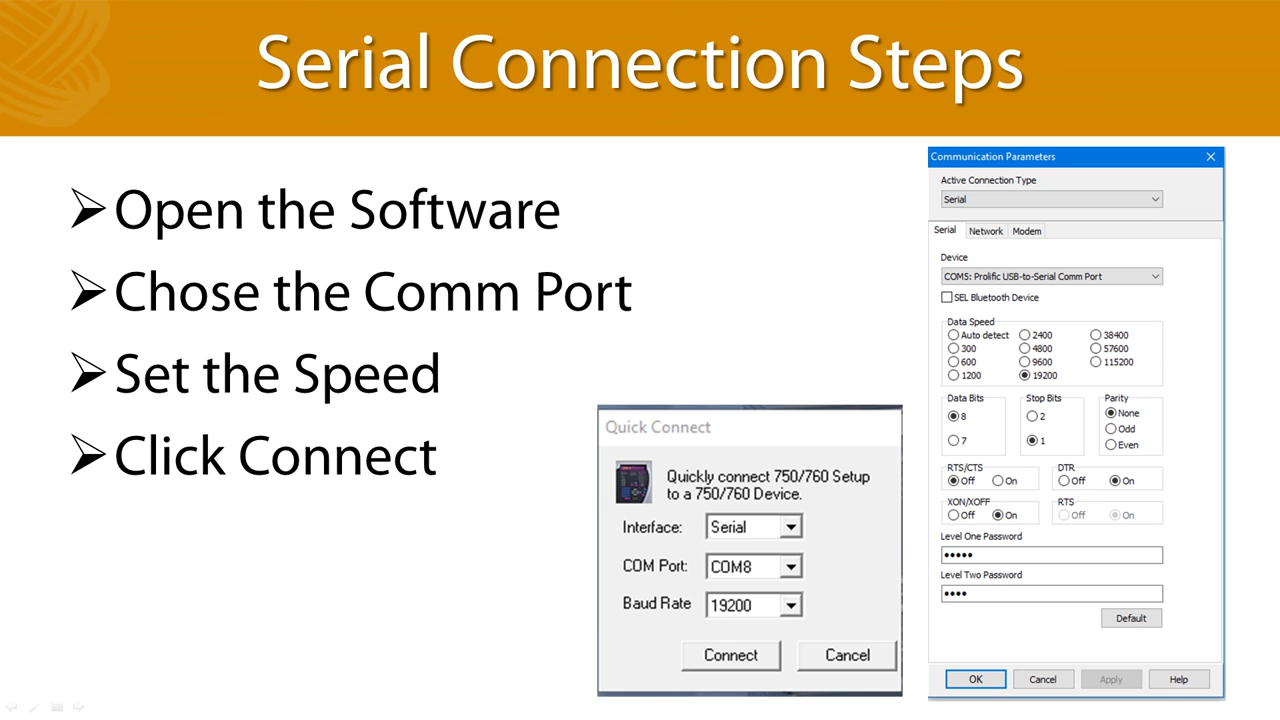 Serial Connection Steps
Open the Software
Chose the Comm Port
Set the Speed
Click Connect
Quick Connect
Quickly connect 750/760 Setup
to a 750/760 Device.
Interface: Serial
COM Port: COM8
Baud Rate 19200
Connect Cancel
Communication Parameters
Active Connection Type
Serial
Serial Network Modem
Device
COM5: Prolific USB-to-Serial Comm Port
SEL Bluetooth Device
Data Speed
Auto detect 2400 38400
300 4800 57600
600 9600 115200
1200 19200
Data Bits Stop Bits Parity
8 2 None
Odd
7 1 Even
RTS/CTS DTR
Off On Off On
XON/XOFF RTS
Off On Off On
Level One Password
•••••
Level Two Password
••••
Default
OK Cancel Apply Help